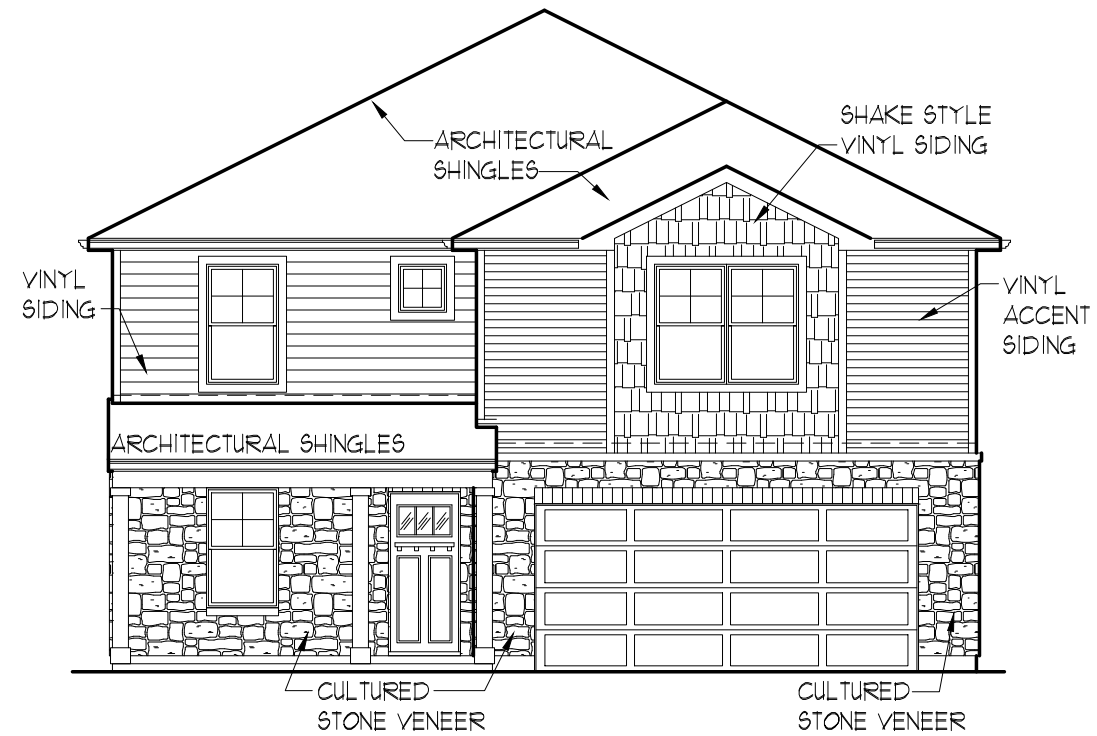 SHAKE STYLE
VINYL SIDING
ARCHITECTURAL
SHINGLES
VINYL
SIDING
VINYL
ACCENT
SIDING
ARCHITECTURAL SHINGLES
CULTURED
STONE VENEER
CULTURED
STONE VENEER